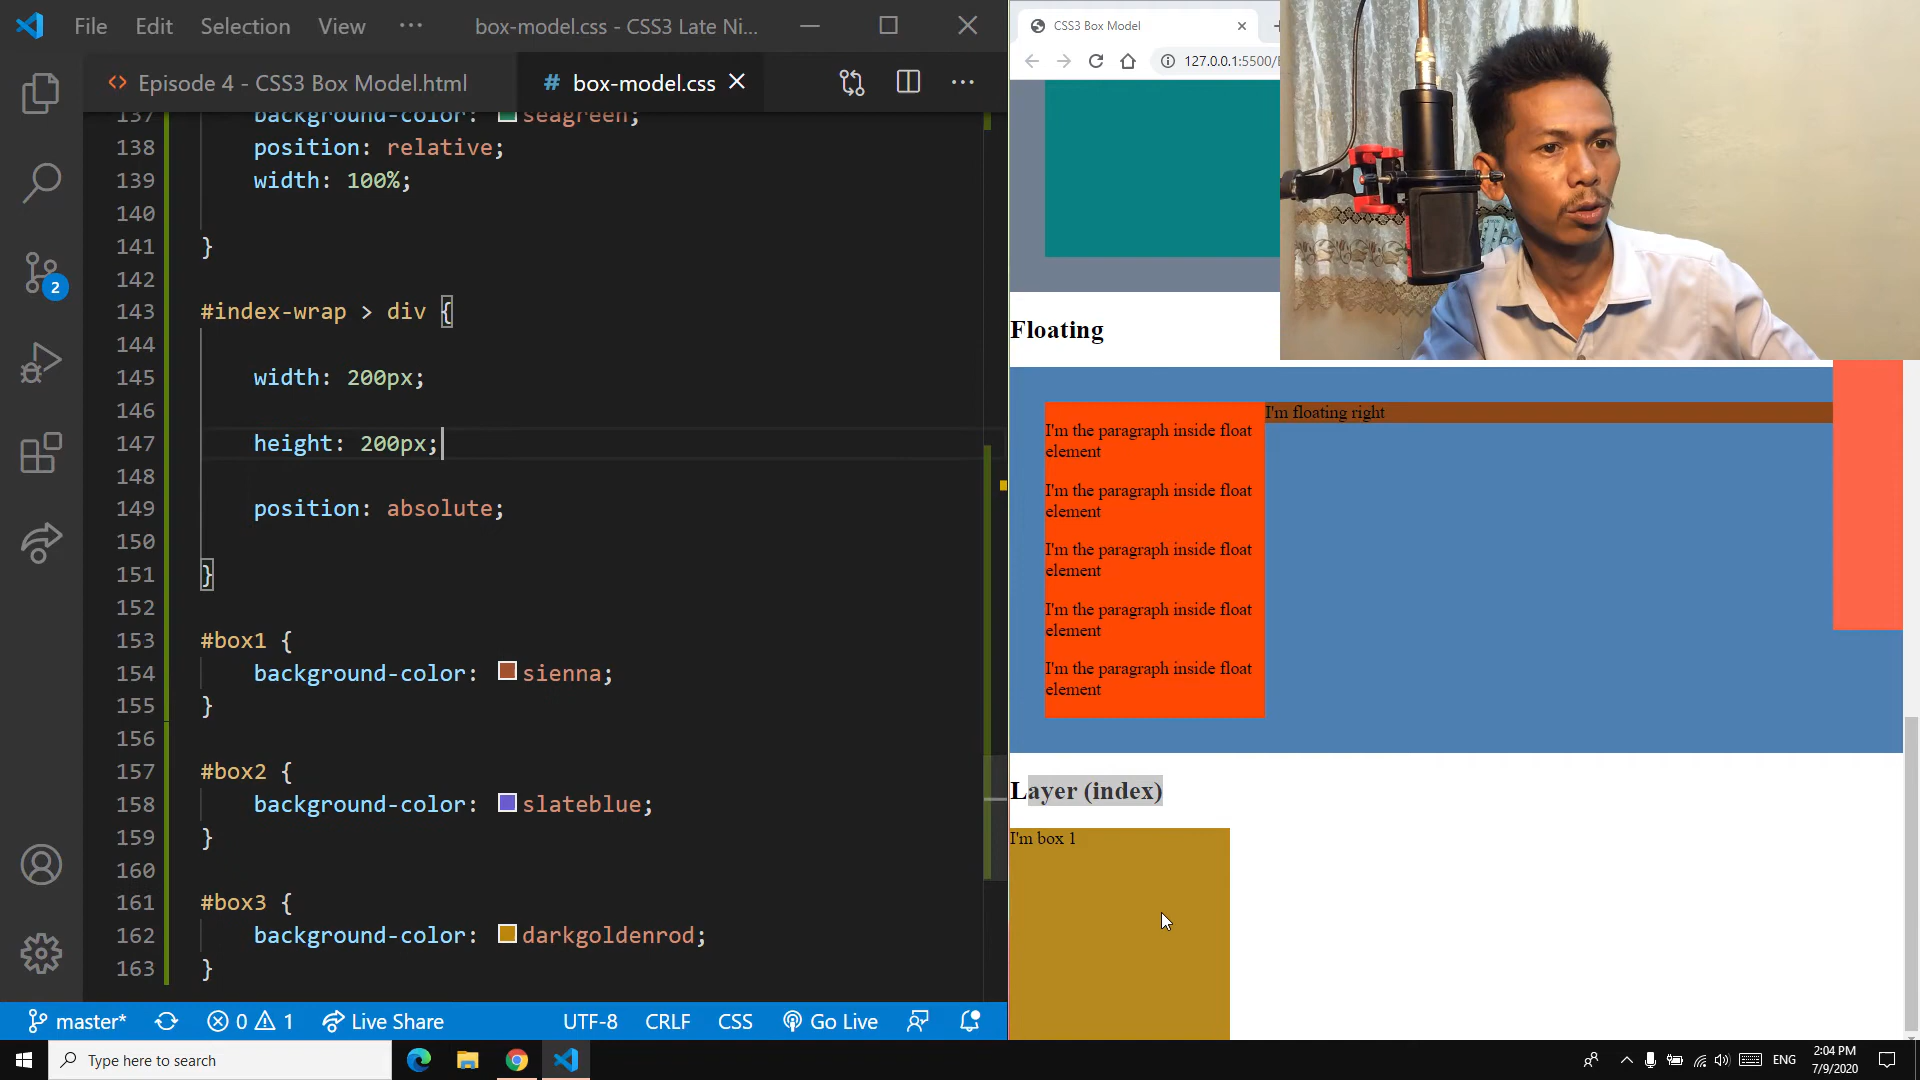 File Edit Selection View ··· box-model.css - CSS3 Late Ni...
Episode 4 - CSS3 Box Model.html # box-model.css
137 background-color: seagreen;
138 position: relative;
139 width: 100%;
140
141 }
142
143 #index-wrap > div {
144
145 width: 200px;
146
147 height: 200px;
148
149 position: absolute;
150
151 }
152
153 #box1 {
154 background-color: sienna;
155 }
156
157 #box2 {
158 background-color: slateblue;
159 }
160
161 #box3 {
162 background-color: darkgoldenrod;
163 }
2
master* 0 1 Live Share UTF-8 CRLF CSS Go Live
CSS3 Box Model
127.0.0.1:5500/
Floating
I'm floating right
I'm the paragraph inside float
element
I'm the paragraph inside float
element
I'm the paragraph inside float
element
I'm the paragraph inside float
element
I'm the paragraph inside float
element
Layer (index)
I'm box 1
Type here to search
ENG
2:04 PM
7/9/2020